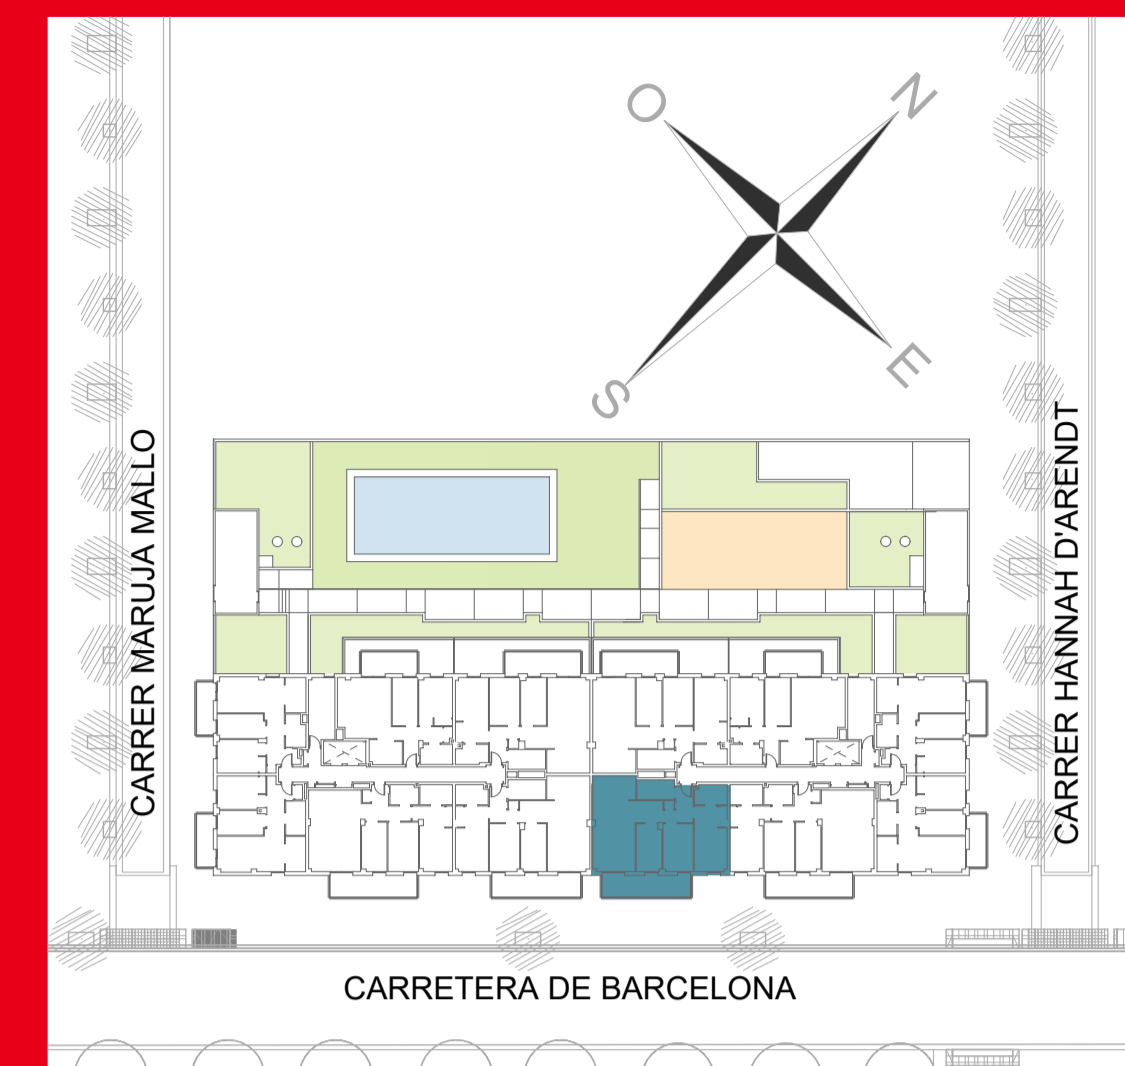 O
N
S
E
CARRER MARUJA MALLO
CARRER HANNAH D'ARENDT
CARRETERA DE BARCELONA